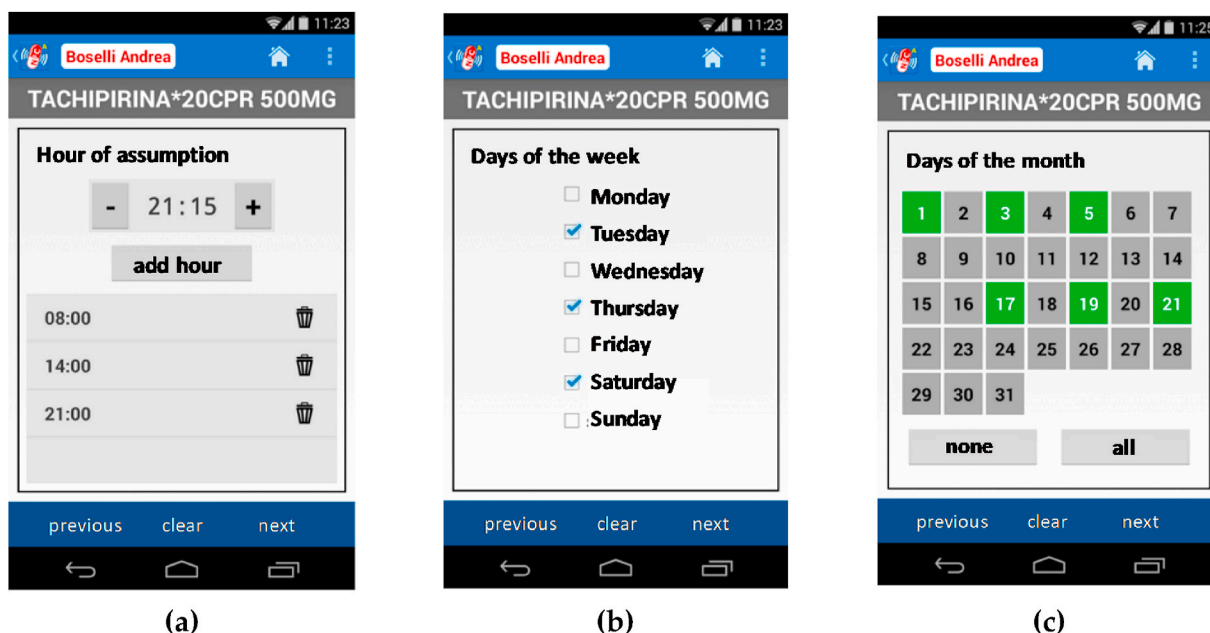 11:23
Boselli Andrea
TACHIPIRINA*20CPR 500MG
Hour of assumption
- 21:15 +
add hour
08:00
14:00
21:00
previous clear next
(a)
11:23
Boselli Andrea
TACHIPIRINA*20CPR 500MG
Days of the week
Monday
Tuesday
Wednesday
Thursday
Friday
Saturday
Sunday
previous clear next
(b)
11:25
Boselli Andrea
TACHIPIRINA*20CPR 500MG
Days of the month
1 2 3 4 5 6 7
8 9 10 11 12 13 14
15 16 17 18 19 20 21
22 23 24 25 26 27 28
29 30 31
none all
previous clear next
(c)